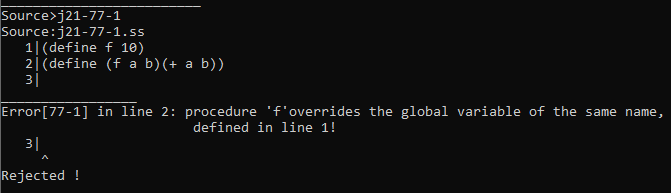 Source>j21-77-1
Source:j21-77-1.ss
1|(define f 10)
2|(define (f a b)(+ a b))
3|
Error[77-1] in line 2: procedure 'f'overrides the global variable of the same name,
defined in line 1!
3|
^
Rejected !